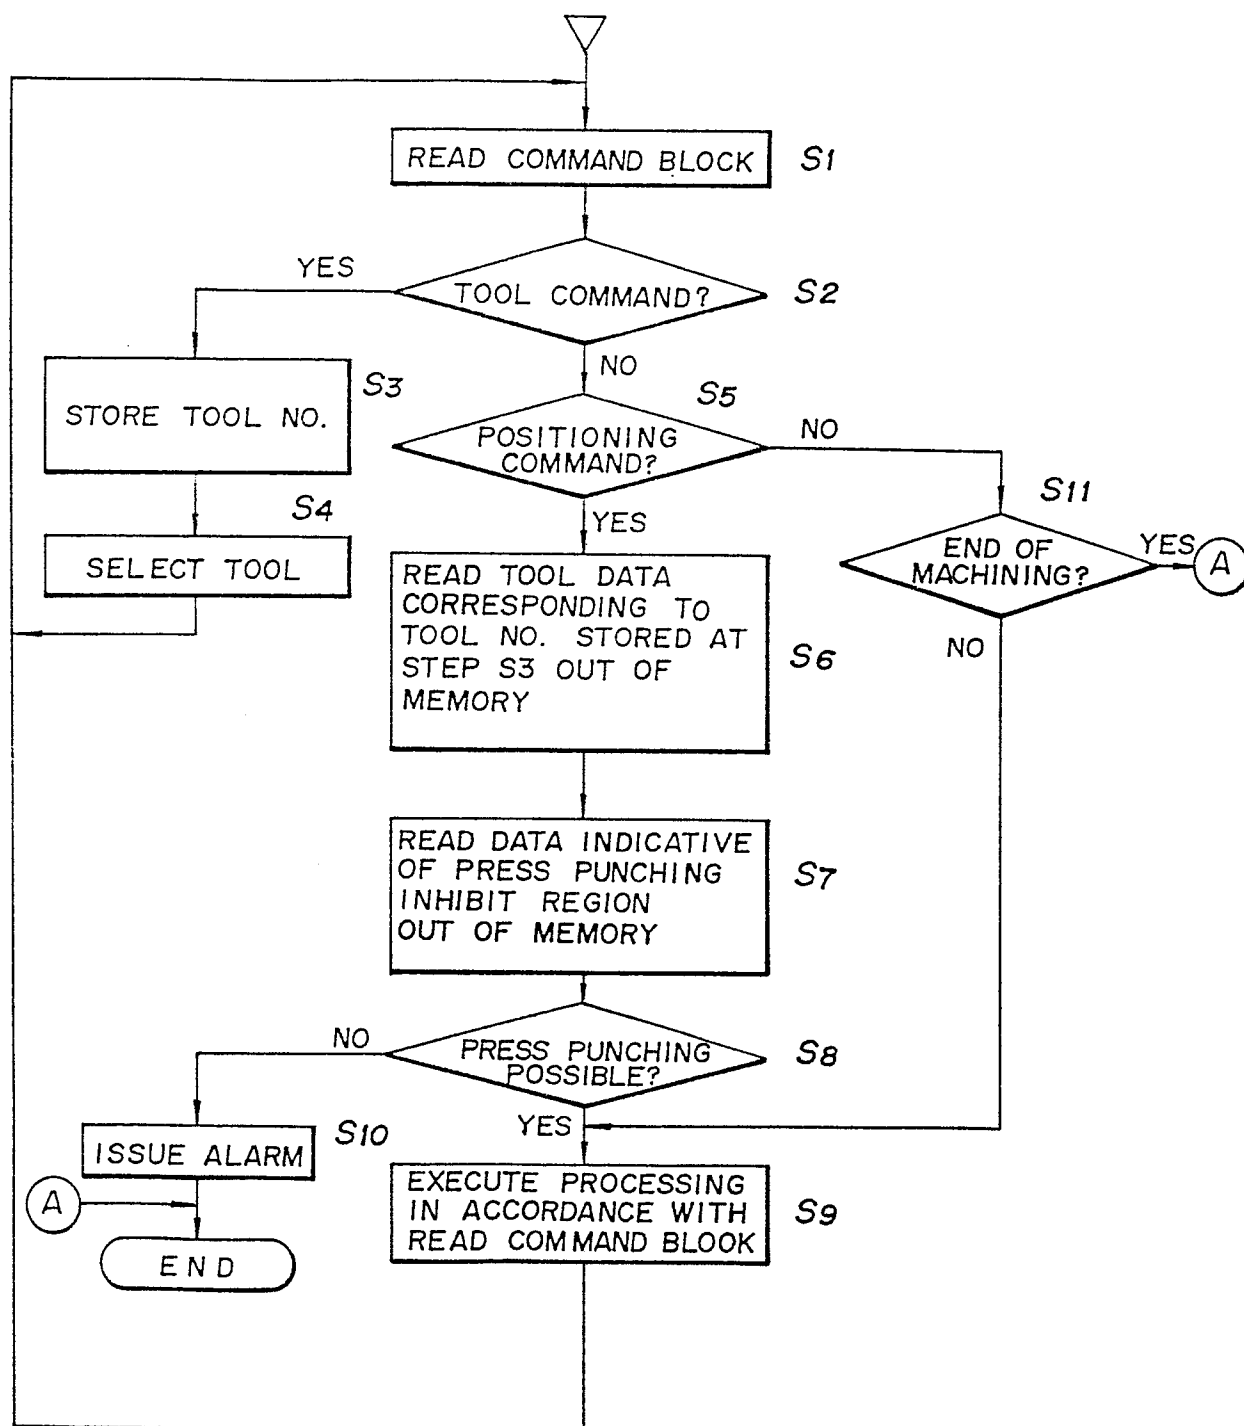 READ COMMAND BLOCK
S1
YES
TOOL COMMAND?
S2
NO
STORE TOOL NO.
S3
S4
SELECT TOOL
S5
POSITIONING
COMMAND?
NO
YES
S11
END OF
MACHINING?
YES
A
NO
READ TOOL DATA
CORRESPONDING TO
TOOL NO. STORED AT
STEP S3 OUT OF
MEMORY
S6
READ DATA INDICATIVE
OF PRESS PUNCHING
INHIBIT REGION
OUT OF MEMORY
S7
NO
PRESS PUNCHING
POSSIBLE?
S8
YES
ISSUE ALARM
S10
A
END
EXECUTE PROCESSING
IN ACCORDANCE WITH
READ COMMAND BLOOK
S9